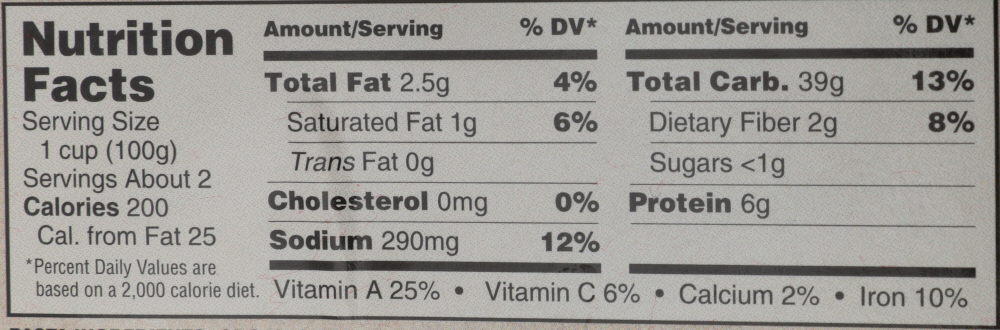 Nutrition
Facts
Serving Size
1 cup (100g)
Servings About 2
Calories 200
Cal. from Fat 25
*Percent Daily Values are
based on a 2,000 calorie diet.
Amount/Serving % DV*
Total Fat 2.5g 4%
Saturated Fat 1g 6%
Trans Fat 0g
Cholesterol 0mg 0%
Sodium 290mg 12%
Amount/Serving % DV*
Total Carb. 39g 13%
Dietary Fiber 2g 8%
Sugars <1g
Protein 6g
Vitamin A 25% • Vitamin C 6% • Calcium 2% • Iron 10%